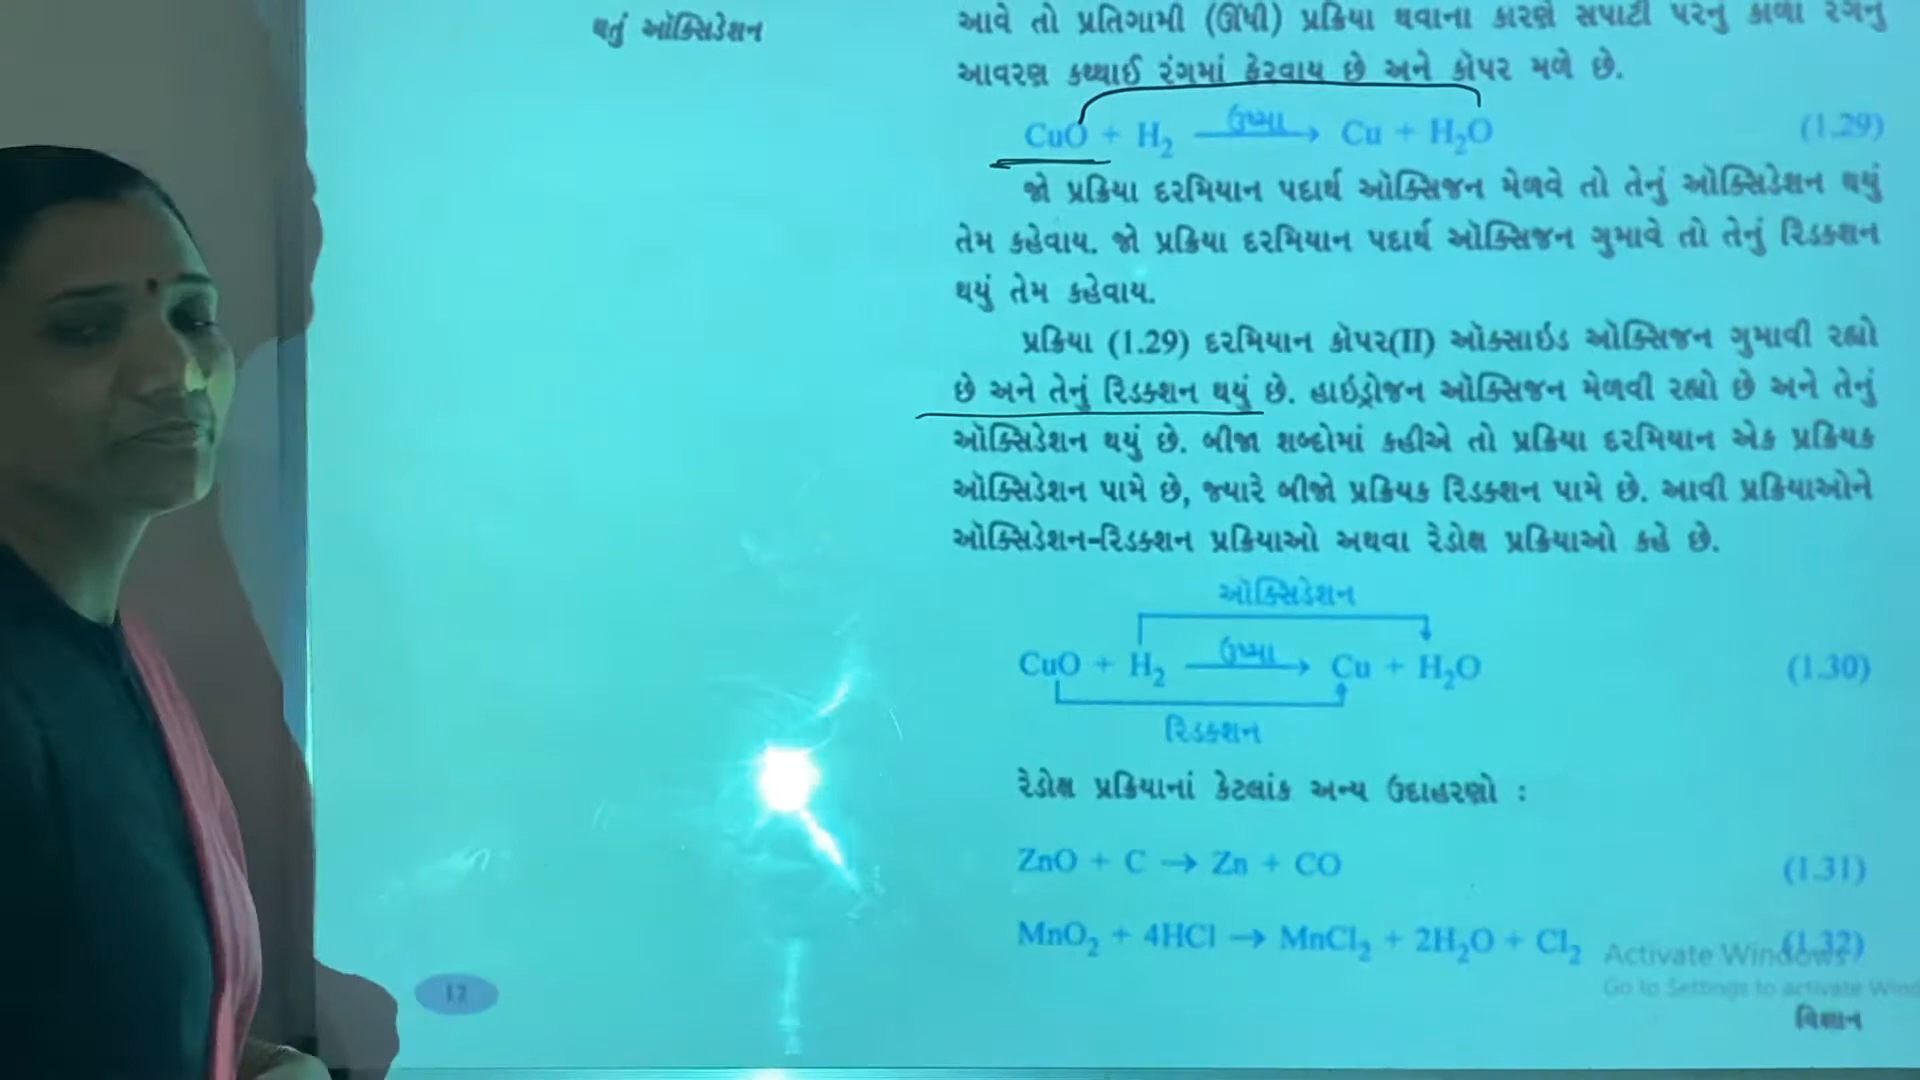 થતું ઑક્સિડેશન
આવે તો પ્રતિગામી (ઊંધી) પ્રક્રિયા થવાના કારણે સપાટી પરનું કાળા રંગનું
આવરણ કથ્થાઈ રંગમાં ફેરવાય છે અને કૉપર મળે છે.
CuO + H₂ ⟶ Cu + H₂O (1.29)
ઉષ્મા
જો પ્રક્રિયા દરમિયાન પદાર્થ ઑક્સિજન મેળવે તો તેનું ઑક્સિડેશન થયું
તેમ કહેવાય. જો પ્રક્રિયા દરમિયાન પદાર્થ ઑક્સિજન ગુમાવે તો તેનું રિડક્શન
થયું તેમ કહેવાય.
પ્રક્રિયા (1.29) દરમિયાન કૉપર(II) ઑક્સાઇડ ઑક્સિજન ગુમાવી રહ્યો
છે અને તેનું રિડક્શન થયું છે. હાઇડ્રોજન ઑક્સિજન મેળવી રહ્યો છે અને તેનું
ઑક્સિડેશન થયું છે. બીજા શબ્દોમાં કહીએ તો પ્રક્રિયા દરમિયાન એક પ્રક્રિયક
ઑક્સિડેશન પામે છે, જ્યારે બીજો પ્રક્રિયક રિડક્શન પામે છે. આવી પ્રક્રિયાઓને
ઑક્સિડેશન-રિડક્શન પ્રક્રિયાઓ અથવા રેડોક્ષ પ્રક્રિયાઓ કહે છે.
ઑક્સિડેશન
CuO + H₂ ⟶ Cu + H₂O (1.30)
ઉષ્મા
રિડક્શન
રેડોક્ષ પ્રક્રિયાનાં કેટલાંક અન્ય ઉદાહરણો :
ZnO + C → Zn + CO (1.31)
MnO₂ + 4HCl → MnCl₂ + 2H₂O + Cl₂ (1.32)
Activate Windows
Go to Settings to activate Wind
12
વિજ્ઞાન